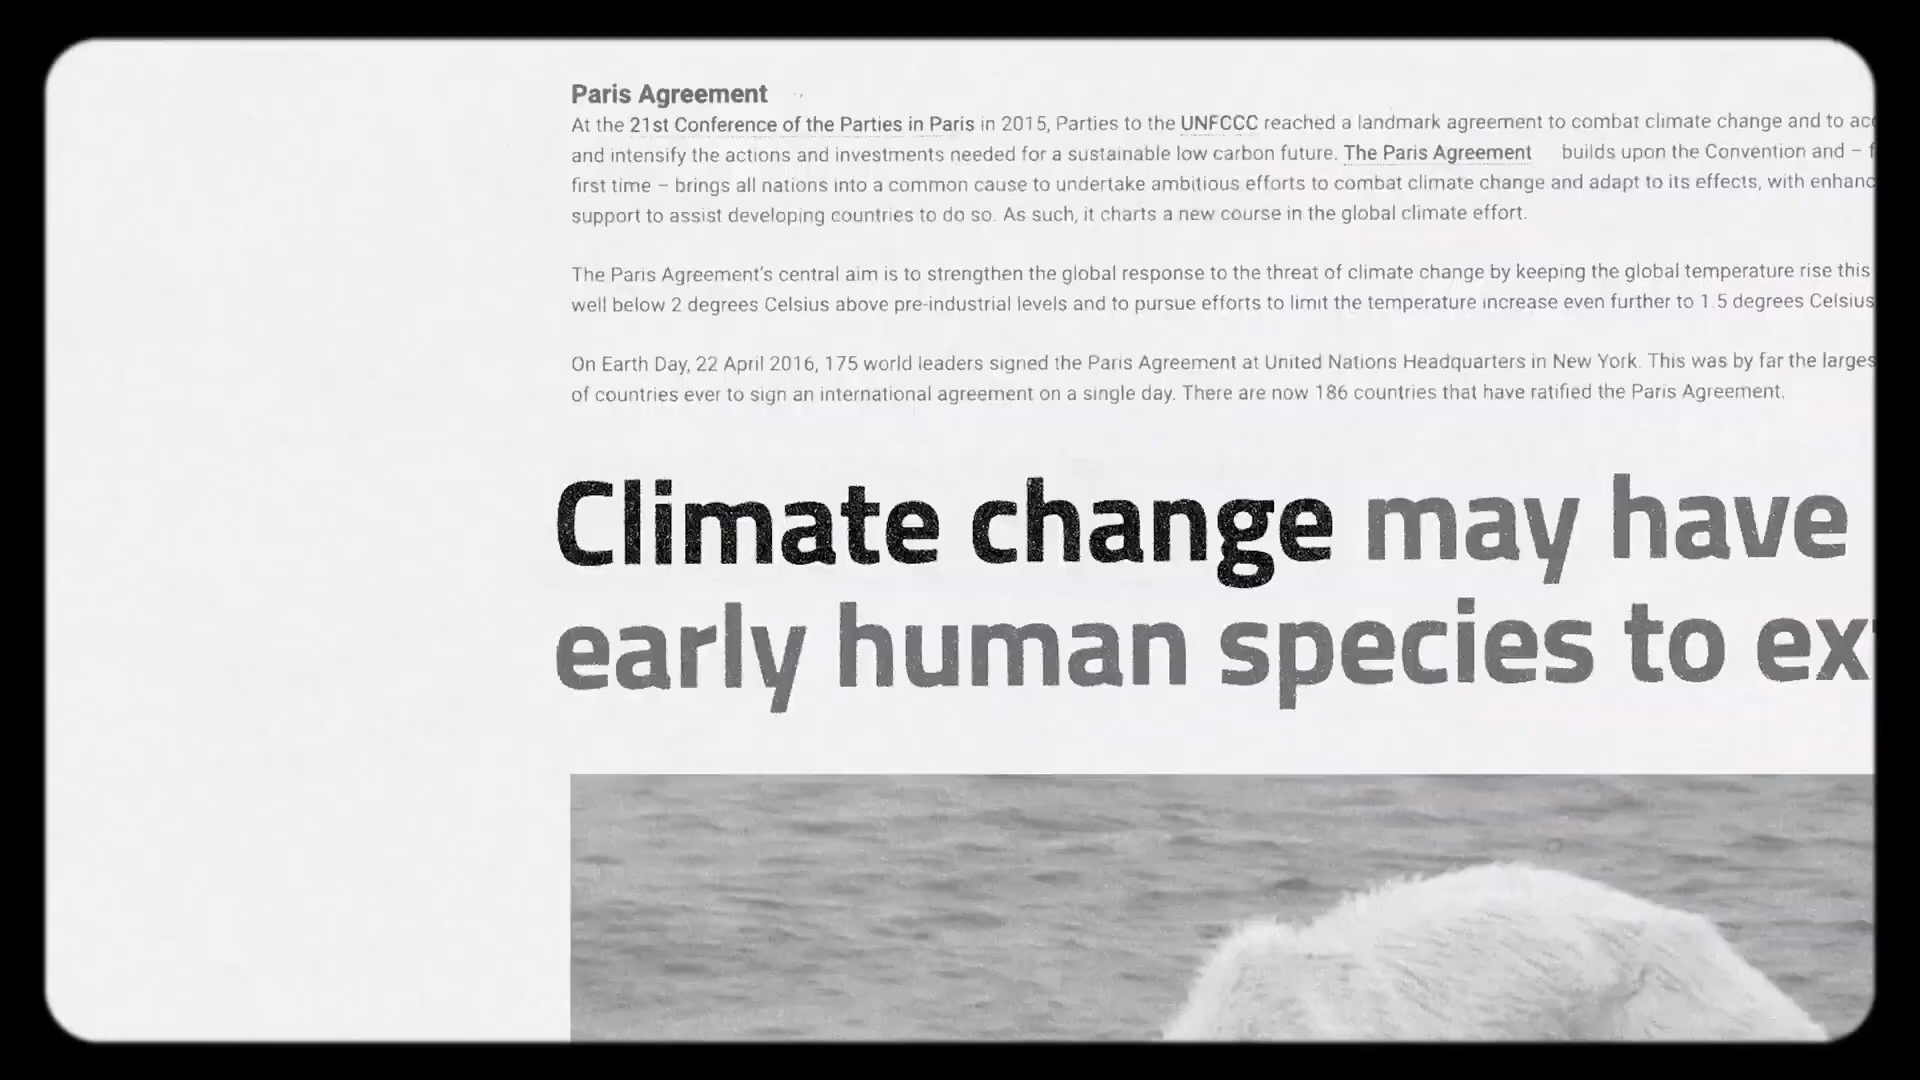 Paris Agreement
At the 21st Conference of the Parties in Paris in 2015, Parties to the UNFCCC reached a landmark agreement to combat climate change and to
and intensify the actions and investments needed for a sustainable low carbon future. The Paris Agreement builds upon the Convention and –
first time – brings all nations into a common cause to undertake ambitious efforts to combat climate change and adapt to its effects, with
support to assist developing countries to do so. As such, it charts a new course in the global climate effort.
The Paris Agreement's central aim is to strengthen the global response to the threat of climate change by keeping the global temperature rise this
well below 2 degrees Celsius above pre-industrial levels and to pursue efforts to limit the temperature increase even further to 1.5 degrees Celsius
On Earth Day, 22 April 2016, 175 world leaders signed the Paris Agreement at United Nations Headquarters in New York. This was by far the
of countries ever to sign an international agreement on a single day. There are now 186 countries that have ratified the Paris Agreement.
Climate change may have
early human species to